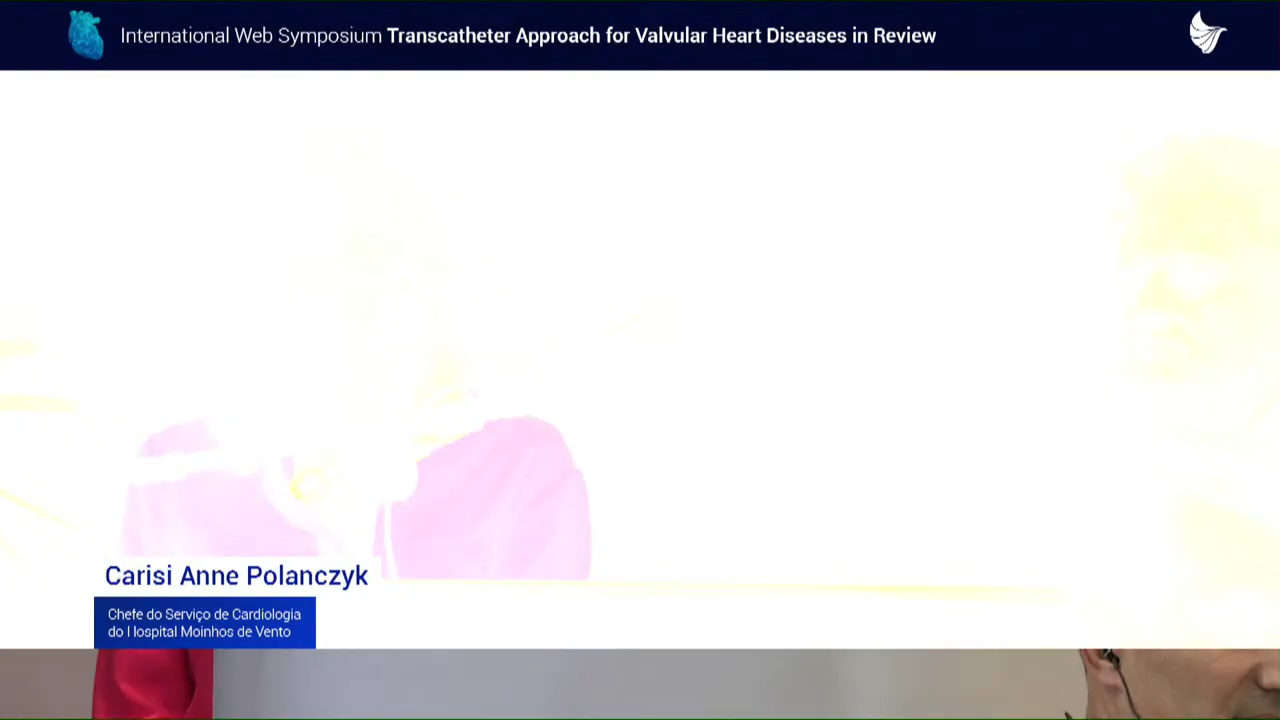 International Web Symposium Transcatheter Approach for Valvular Heart Diseases in Review
Carisi Anne Polanczyk
Chefe do Serviço de Cardiologia
do Hospital Moinhos de Vento